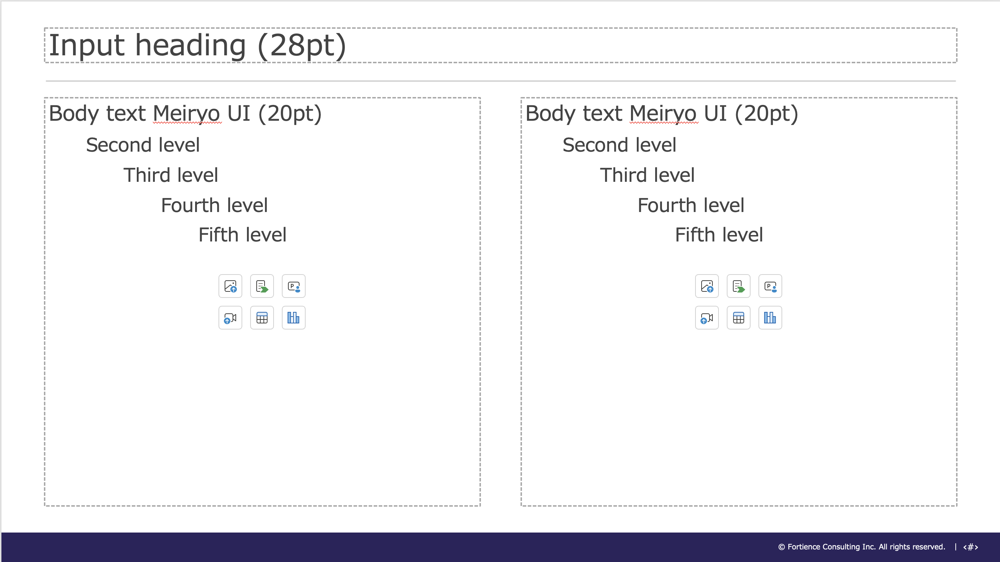 Input heading (28pt)
Body text Meiryo UI (20pt)
Second level
Third level
Fourth level
Fifth level
Body text Meiryo UI (20pt)
Second level
Third level
Fourth level
Fifth level
© Fortience Consulting Inc. All rights reserved. | ‹#›